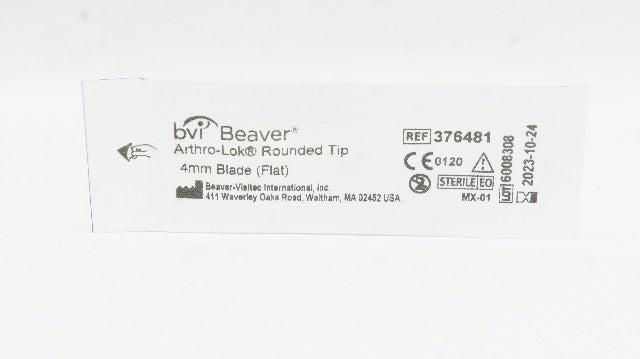 bvi Beaver®
Arthro-Lok® Rounded Tip
4mm Blade (Flat)
Beaver-Visitec International, Inc.
411 Waverley Oaks Road, Waltham, MA 02452 USA.
REF 376481
CE 0120
2
STERILE EO
MX-01
LOT 6008308
2023-10-24